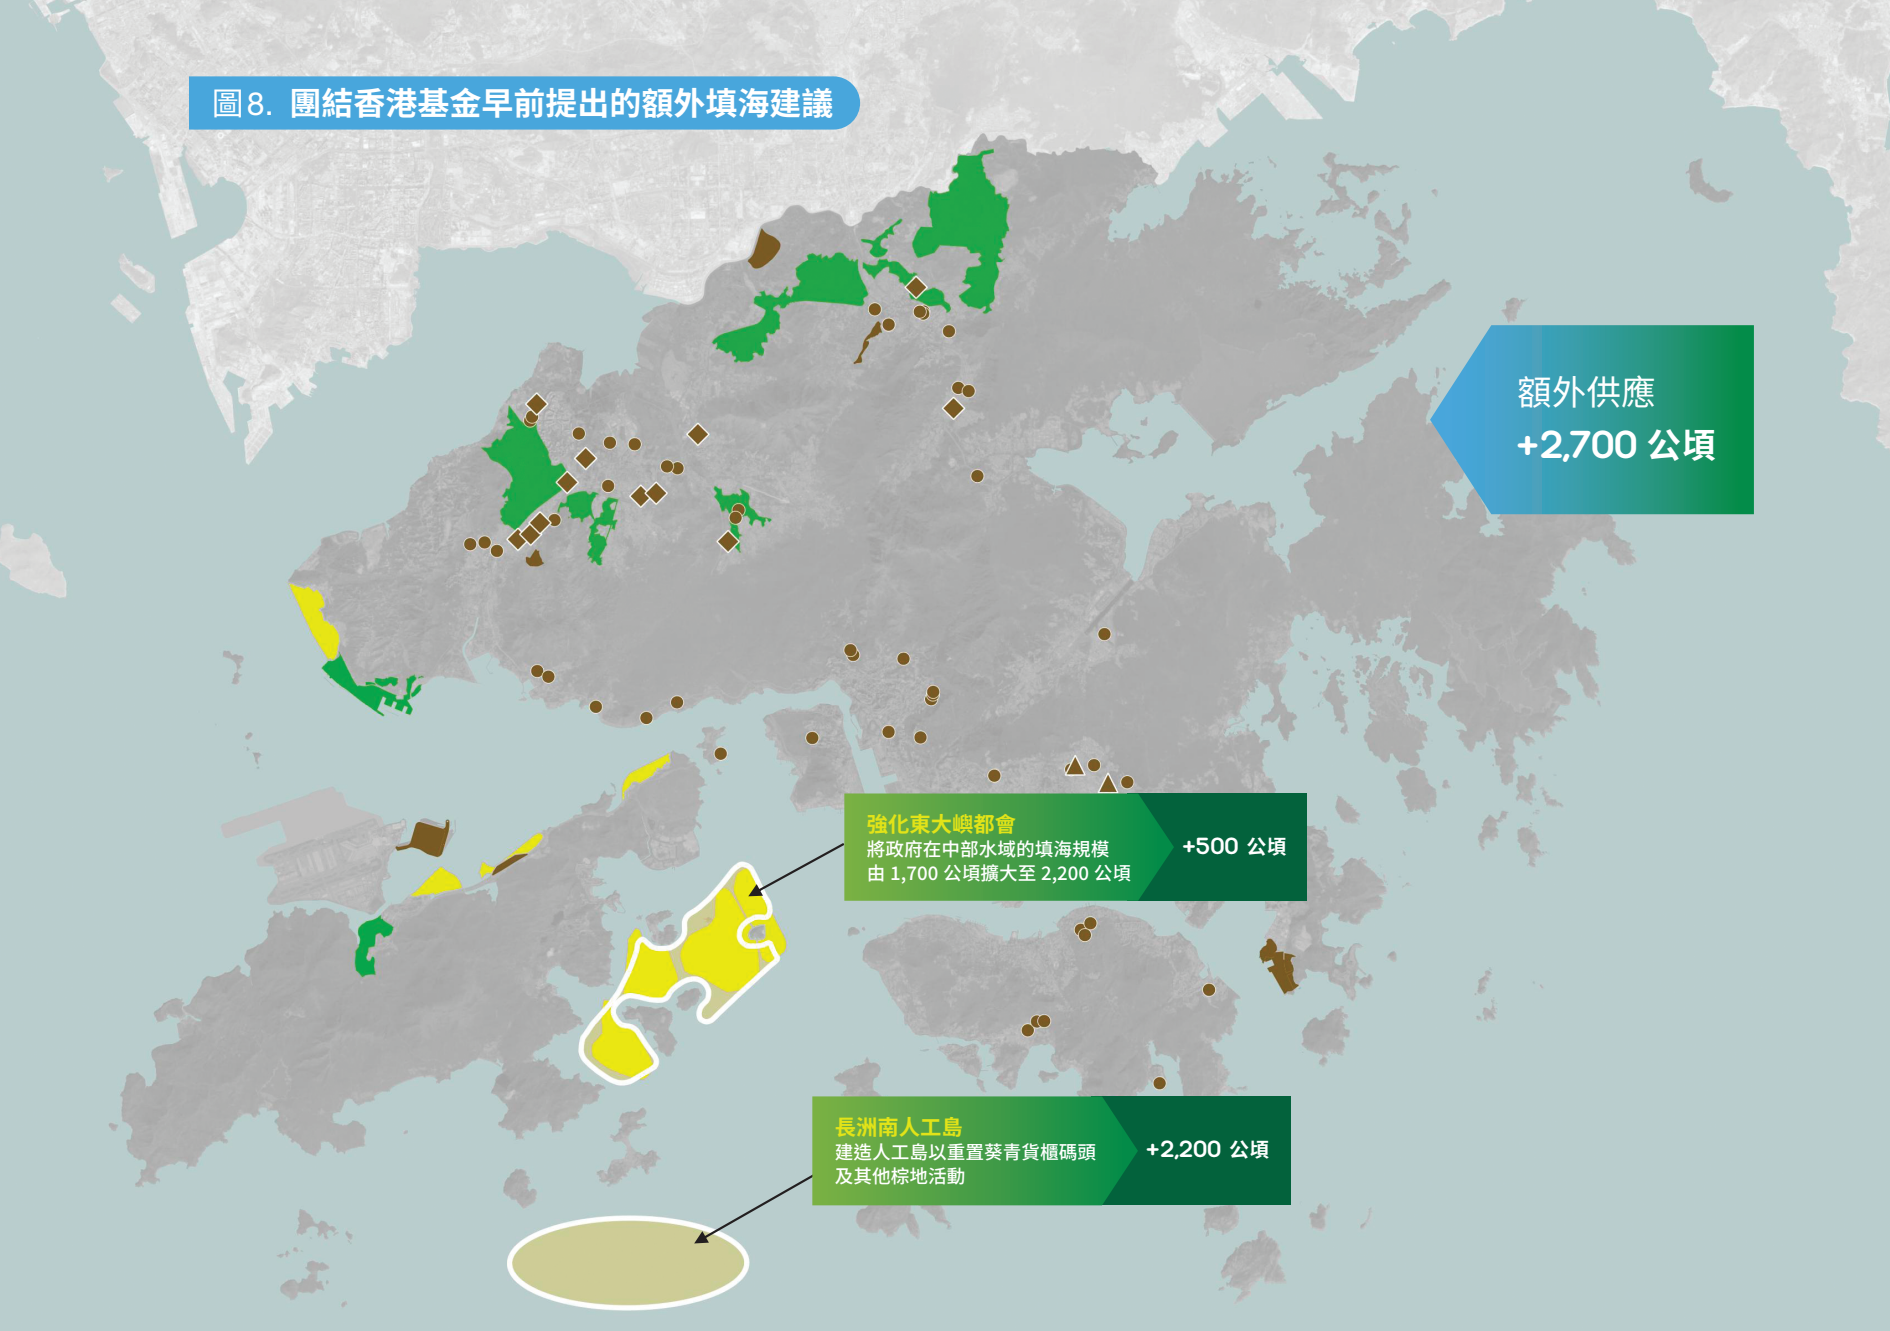 圖8. 團結香港基金早前提出的額外填海建議
額外供應
+2,700 公頃
強化東大嶼都會
將政府在中部水域的填海規模
由 1,700 公頃擴大至 2,200 公頃
+500 公頃
長洲南人工島
建造人工島以重置葵青貨櫃碼頭
及其他棕地活動
+2,200 公頃